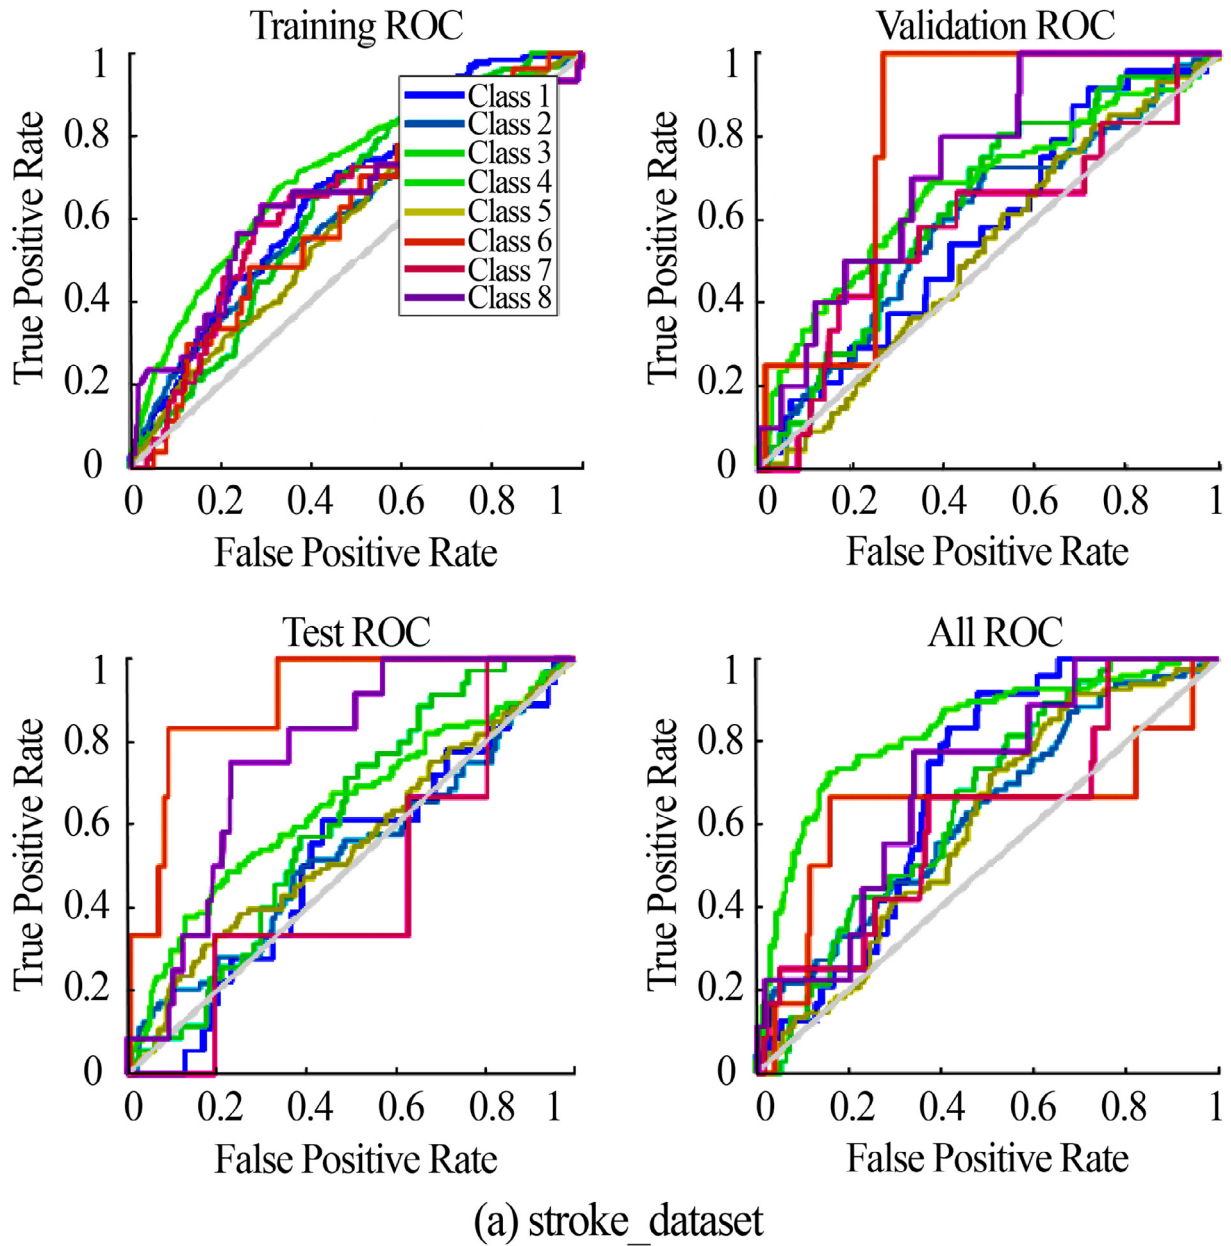 Training ROC
True Positive Rate
1
0.8
0.6
0.4
0.2
0
Class 1
Class 2
Class 3
Class 4
Class 5
Class 6
Class 7
Class 8
0 0.2 0.4 0.6 0.8 1
False Positive Rate
Validation ROC
True Positive Rate
1
0.8
0.6
0.4
0.2
0
0 0.2 0.4 0.6 0.8 1
False Positive Rate
Test ROC
True Positive Rate
1
0.8
0.6
0.4
0.2
0
0 0.2 0.4 0.6 0.8 1
False Positive Rate
All ROC
True Positive Rate
1
0.8
0.6
0.4
0.2
0
0 0.2 0.4 0.6 0.8 1
False Positive Rate
(a) stroke_dataset